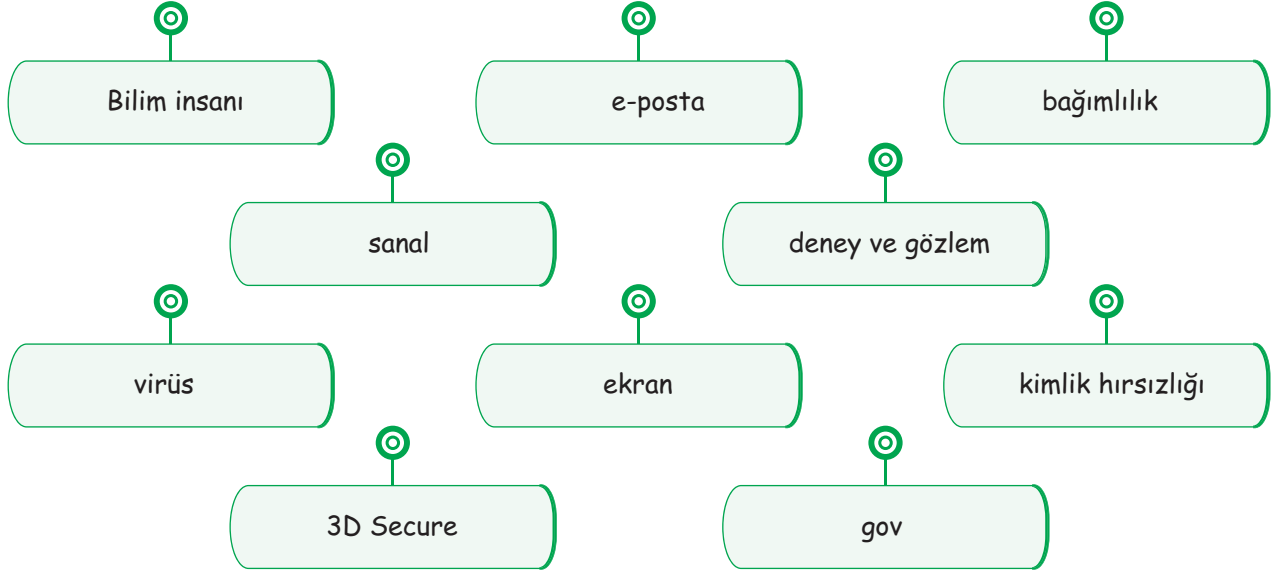 Bilim insanı
e-posta
bağımlılık
sanal
deney ve gözlem
virüs
ekran
kimlik hırsızlığı
3D Secure
gov